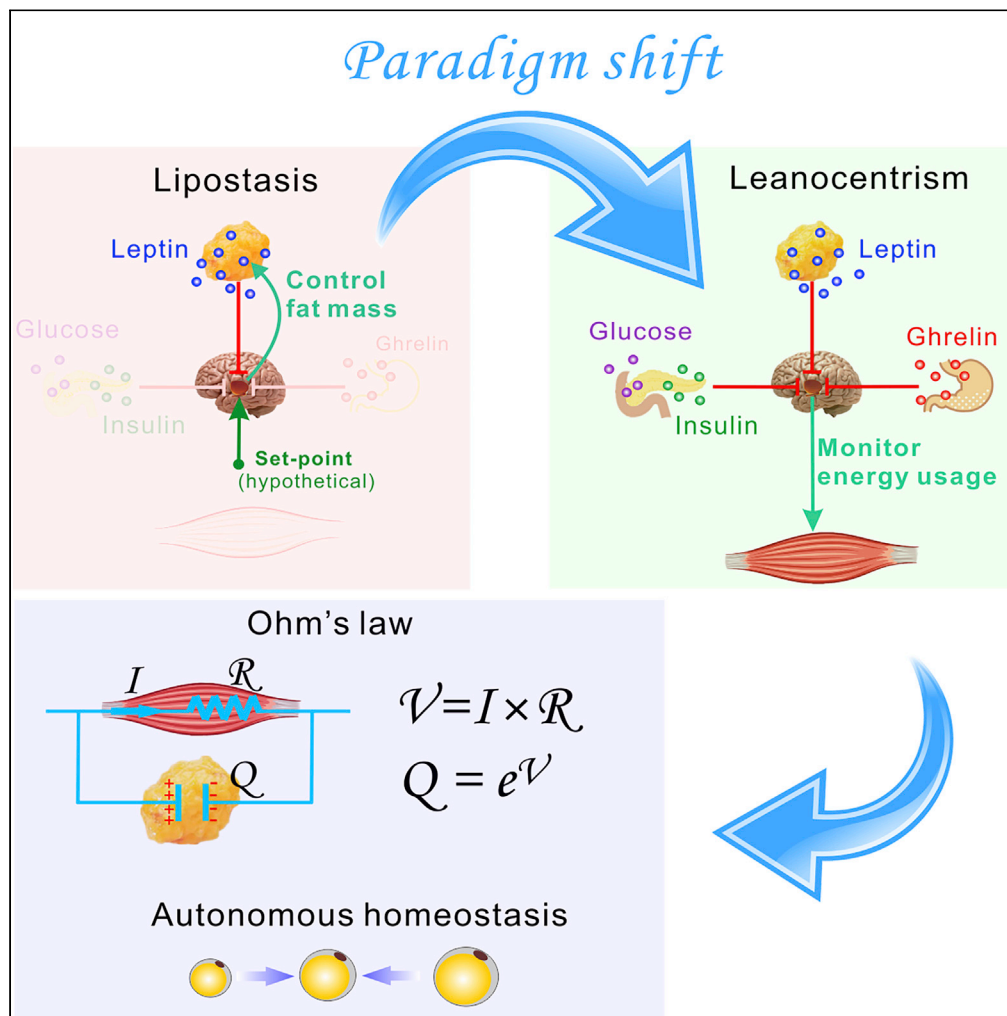 Paradigm shift
Lipostasis
Leptin
Control
fat mass
Glucose
Ghrelin
Insulin
Set-point
(hypothetical)
Leanocentrism
Leptin
Glucose
Ghrelin
Insulin
Monitor
energy usage
Ohm's law
I
R
V=I×R
Q
Q = e^V
++++
----
Autonomous homeostasis